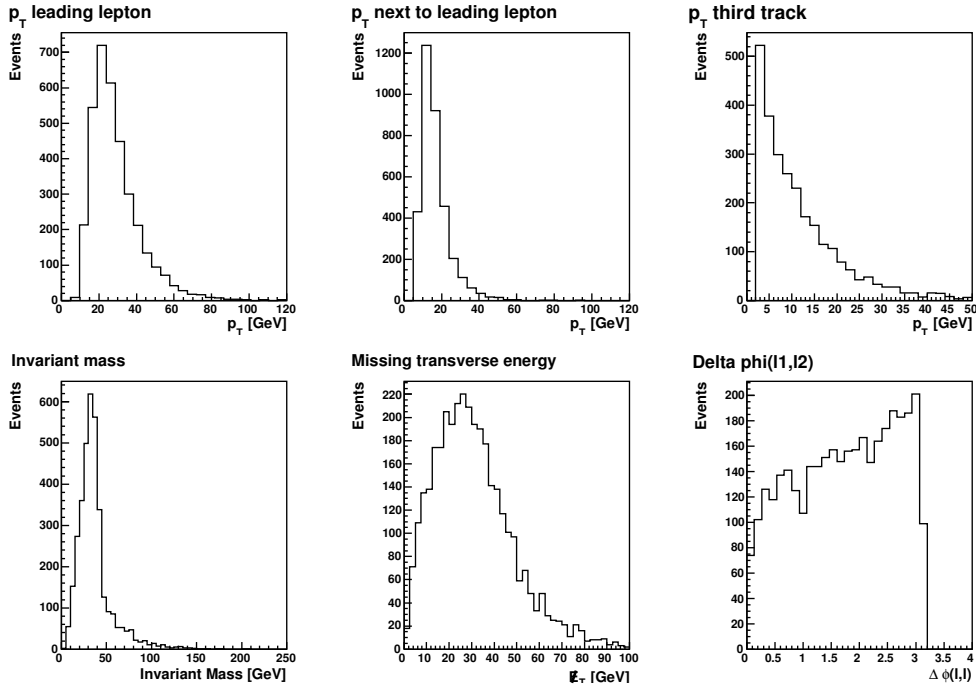 p_T leading lepton
Events
700
600
500
400
300
200
100
0
0 20 40 60 80 100 120
p_T [GeV]
p_T next to leading lepton
Events
1200
1000
800
600
400
200
0
0 20 40 60 80 100 120
p_T [GeV]
p_T third track
Events
500
400
300
200
100
0
5 10 15 20 25 30 35 40 45 50
p_T [GeV]
Invariant mass
Events
600
500
400
300
200
100
0
0 50 100 150 200 250
Invariant Mass [GeV]
Missing transverse energy
Events
220
200
180
160
140
120
100
80
60
40
20
0
0 10 20 30 40 50 60 70 80 90 100
E̸_T [GeV]
Delta phi(l1,l2)
Events
200
180
160
140
120
100
80
60
40
20
0
0 0.5 1 1.5 2 2.5 3 3.5 4
Δ ϕ(l,l)